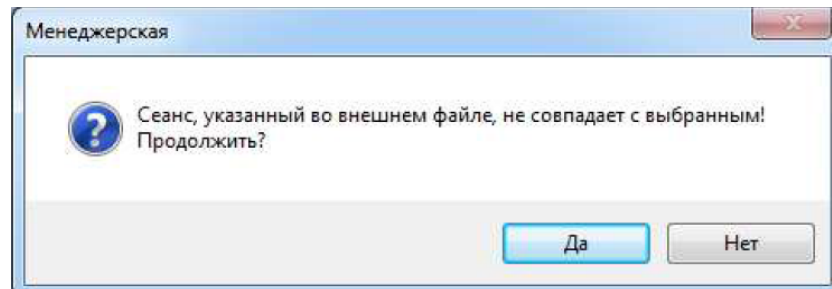 Менеджерская
Сеанс, указанный во внешнем файле, не совпадает с выбранным!
Продолжить?
Да
Нет